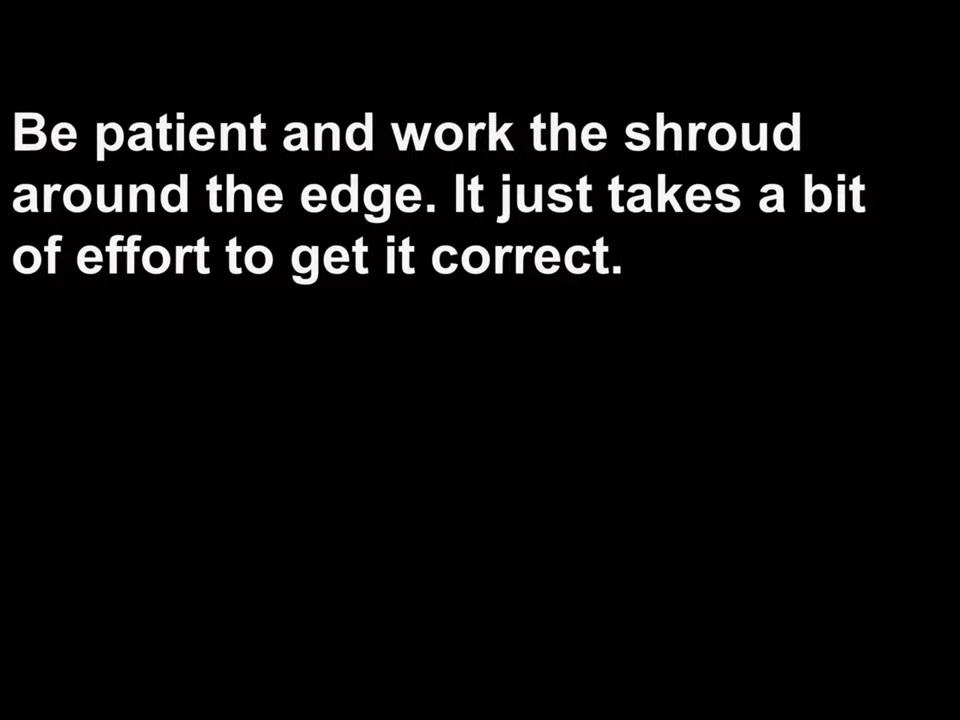 Be patient and work the shroud
around the edge. It just takes a bit
of effort to get it correct.